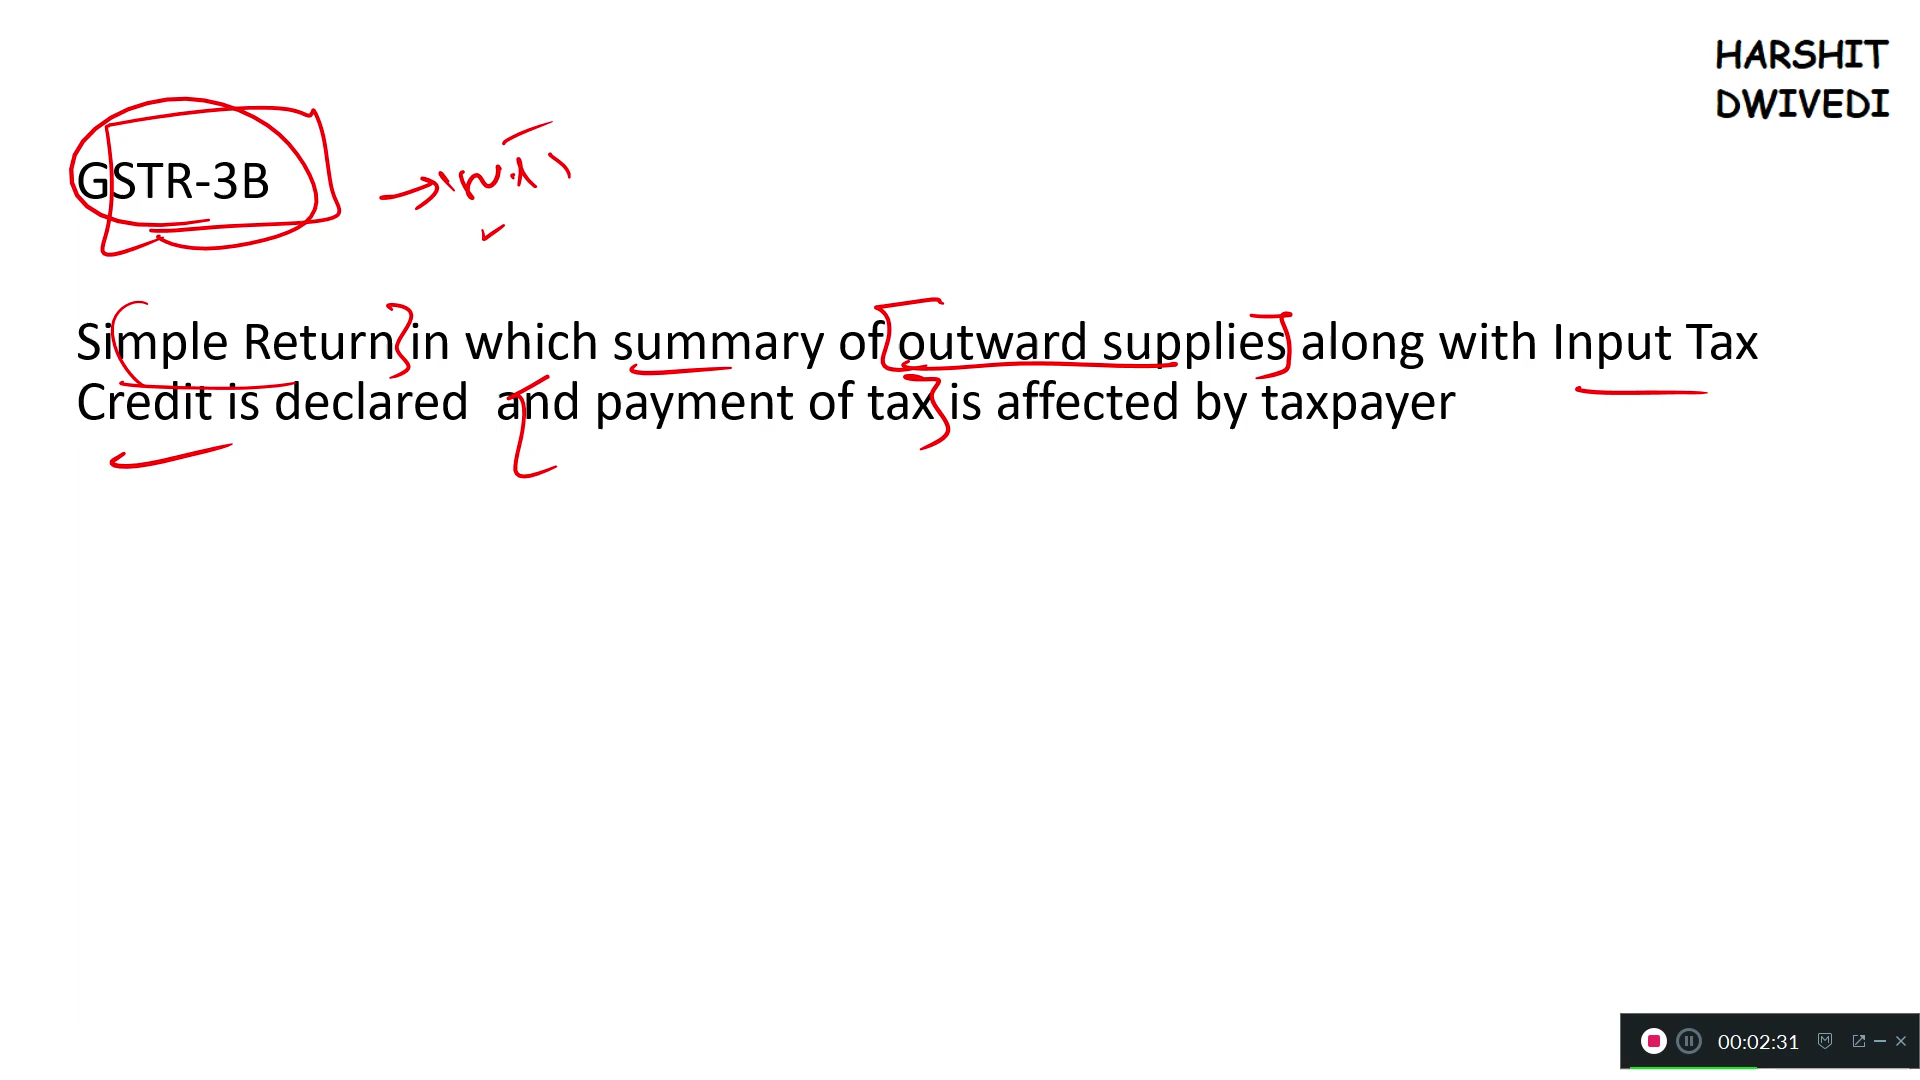 HARSHIT
DWIVEDI
GSTR-3B
Simple Return in which summary of outward supplies along with Input Tax
Credit is declared and payment of tax is affected by taxpayer
00:02:31